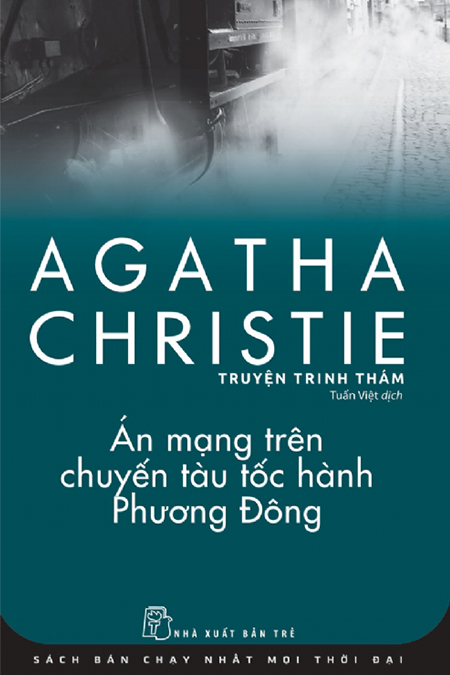 AGATHA
CHRISTIE
TRUYỆN TRINH THÁM
Tuấn Việt dịch
Án mạng trên
chuyến tàu tốc hành
Phương Đông
NHÀ XUẤT BẢN TRẺ
SÁCH BÁN CHẠY NHẤT MỌI THỜI ĐẠI